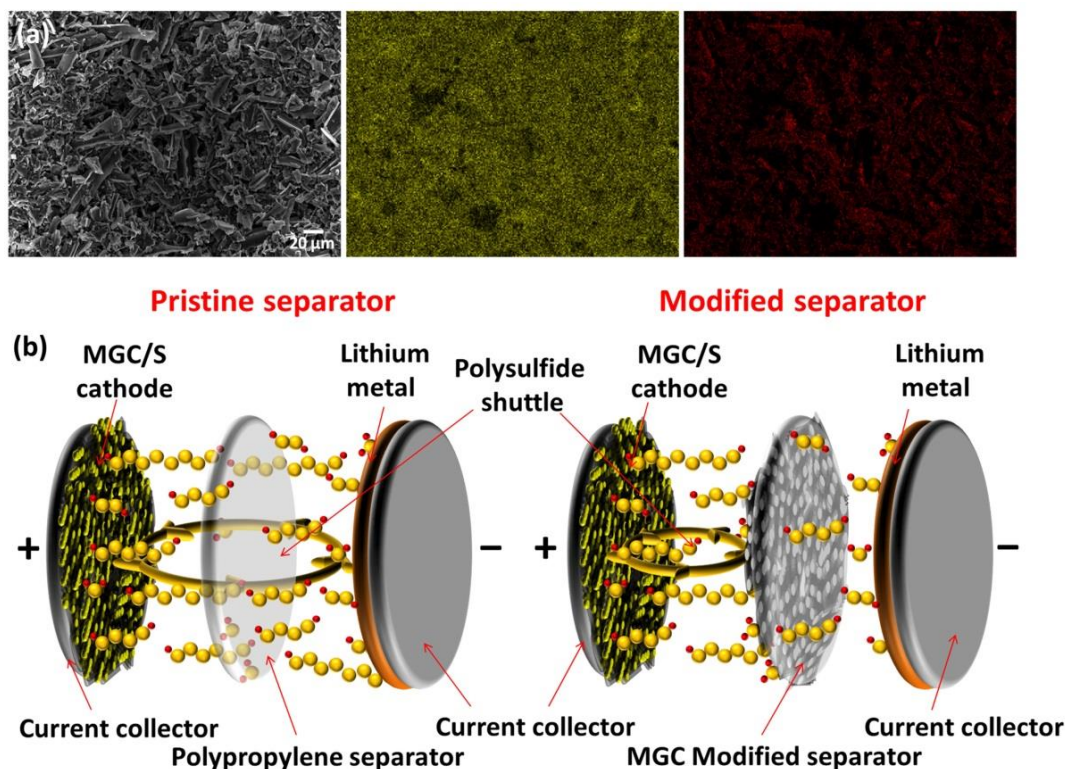 (a)
20 μm
Pristine separator
Modified separator
(b)
MGC/S
cathode
Lithium
metal
Polysulfide
shuttle
MGC/S
cathode
Lithium
metal
+
−
+
−
Current collector
Polypropylene separator
Current collector
MGC Modified separator
Current collector